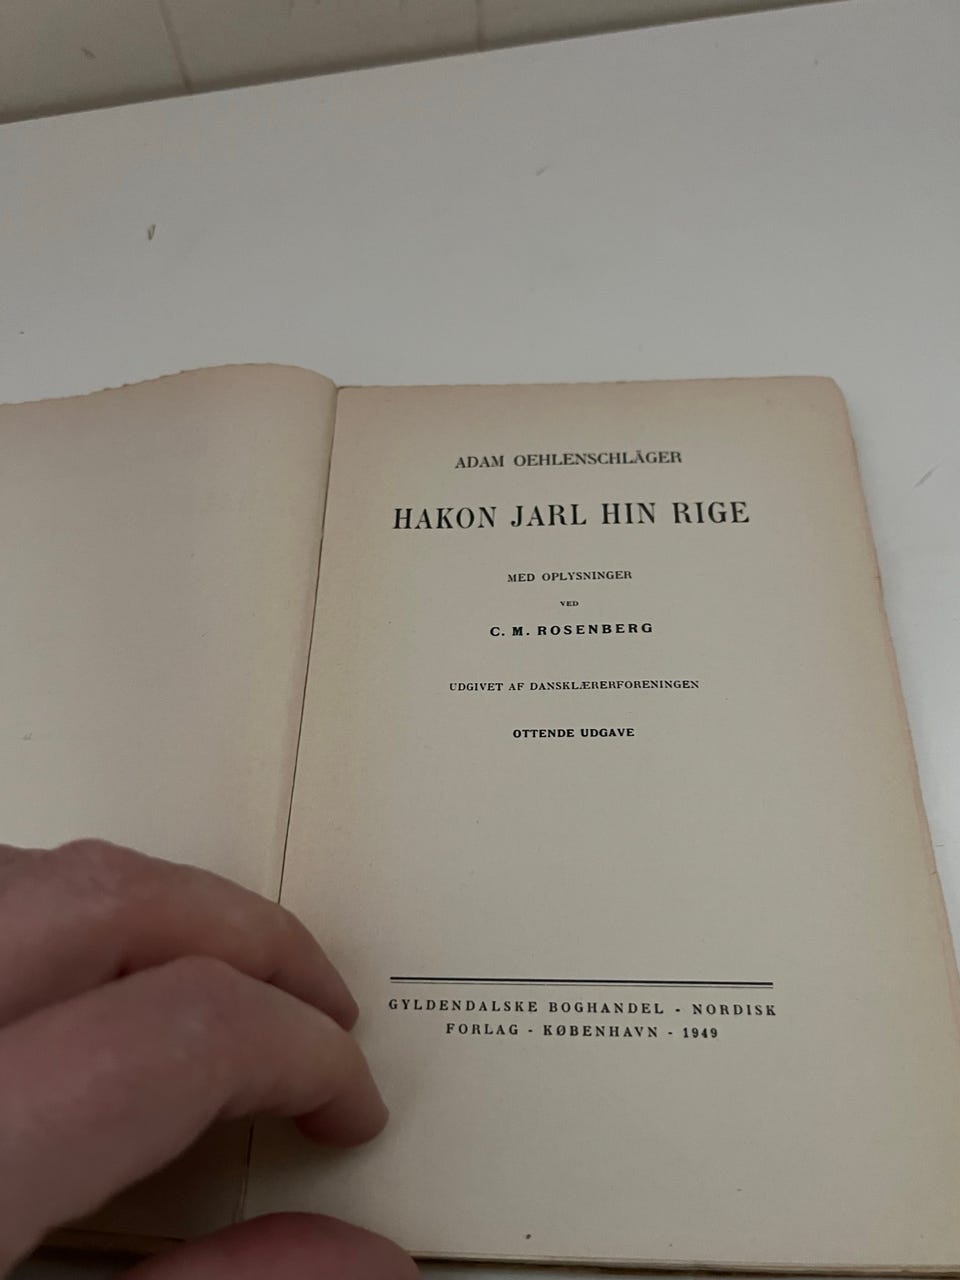 ADAM OEHLENSCHLÄGER
HAKON JARL HIN RIGE
MED OPLYSNINGER
VED
C. M. ROSENBERG
UDGIVET AF DANSKLÆRERFORENINGEN
OTTENDE UDGAVE
GYLDENDALSKE BOGHANDEL - NORDISK
FORLAG - KØBENHAVN - 1949